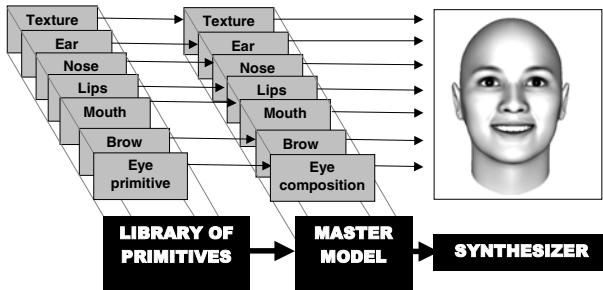 Texture
Ear
Nose
Lips
Mouth
Brow
Eye
primitive
Texture
Ear
Nose
Lips
Mouth
Brow
Eye
composition
LIBRARY OF
PRIMITIVES
MASTER
MODEL
SYNTHESIZER